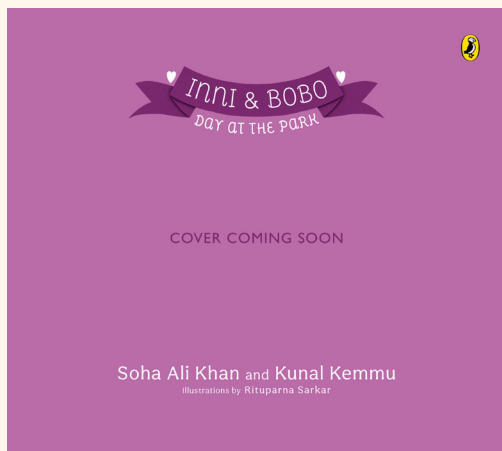 INNI & BOBO
DAY AT THE PARK
COVER COMING SOON
Soha Ali Khan and Kunal Kemmu
Illustrations by Rituparna Sarkar